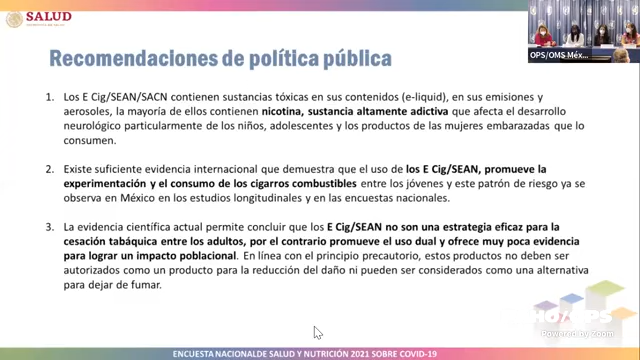 SALUD
SECRETARÍA DE SALUD
OPS/OMS Méx...
Recomendaciones de política pública
1. Los E Cig/SEAN/SACN contienen sustancias tóxicas en sus contenidos (e-liquid), en sus emisiones y
aerosoles, la mayoría de ellos contienen nicotina, sustancia altamente adictiva que afecta el desarrollo
neurológico particularmente de los niños, adolescentes y los productos de las mujeres embarazadas que lo
consumen.
2. Existe suficiente evidencia internacional que demuestra que el uso de los E Cig/SEAN, promueve la
experimentación y el consumo de los cigarros combustibles entre los jóvenes y este patrón de riesgo ya se
observa en México en los estudios longitudinales y en las encuestas nacionales.
3. La evidencia científica actual permite concluir que los E Cig/SEAN no son una estrategia eficaz para la
cesación tabáquica entre los adultos, por el contrario promueve el uso dual y ofrece muy poca evidencia
para lograr un impacto poblacional. En línea con el principio precautorio, estos productos no deben ser
autorizados como un producto para la reducción del daño ni pueden ser considerados como una alternativa
para dejar de fumar.
Powered by Zoom
ENCUESTA NACIONALDE SALUD Y NUTRICIÓN 2021 SOBRE COVID-19